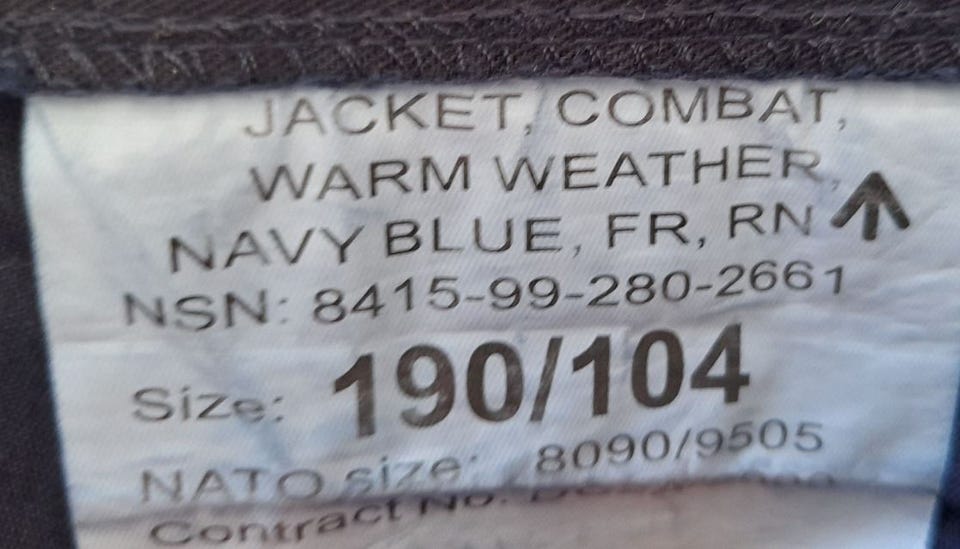 JACKET, COMBAT,
WARM WEATHER,
NAVY BLUE, FR, RN
NSN: 8415-99-280-2661
Size: 190/104
NATO size: 8090/9505
Contract No.